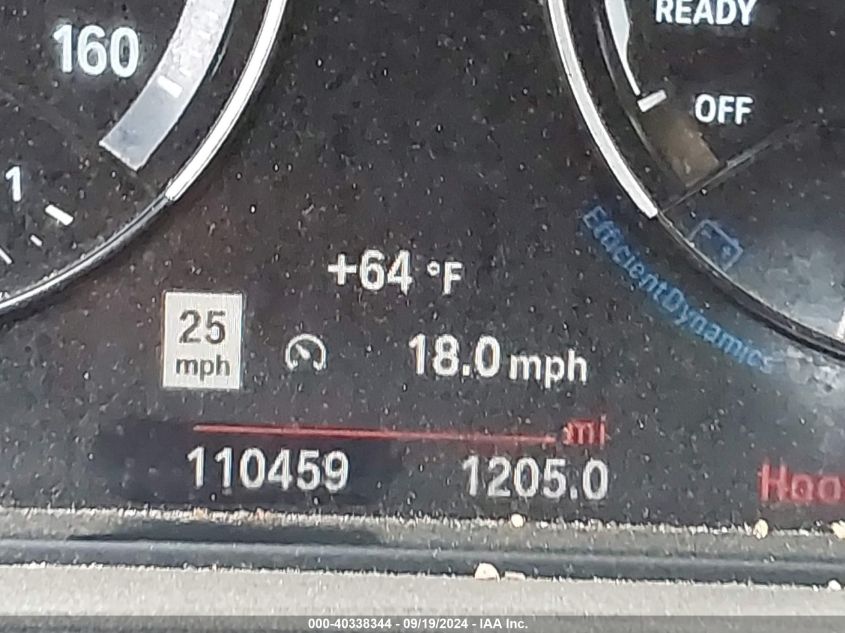 160
READY
OFF
1
EfficientDynamics
+64 °F
25
mph
18.0 mph
mi
110459
1205.0
000-40338344 - 09/19/2024 - IAA Inc.